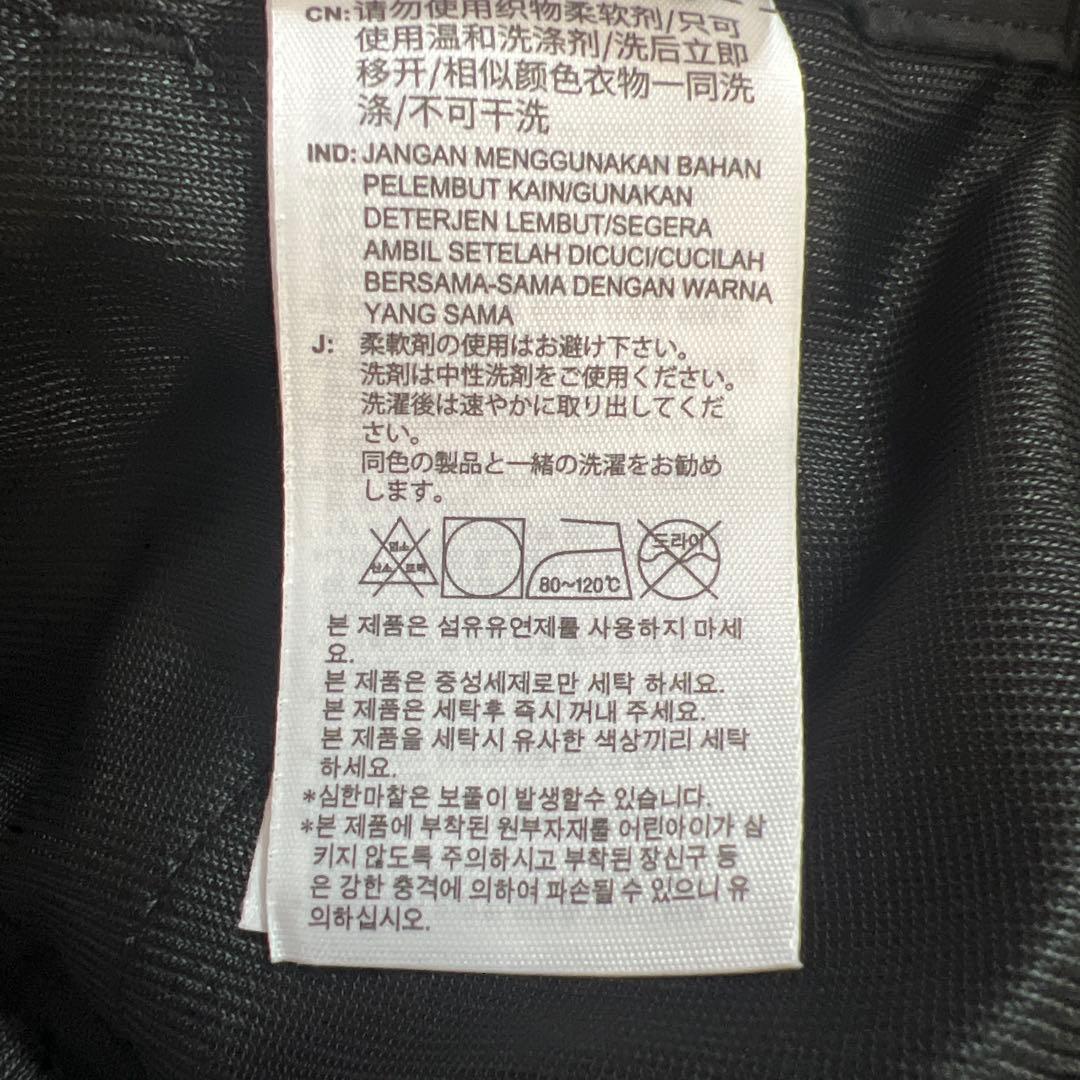 CN:请勿使用织物柔软剂/只可
使用温和洗涤剂/洗后立即
移开/相似颜色衣物一同洗
涤/不可干洗
IND: JANGAN MENGGUNAKAN BAHAN
PELEMBUT KAIN/GUNAKAN
DETERJEN LEMBUT/SEGERA
AMBIL SETELAH DICUCI/CUCILAH
BERSAMA-SAMA DENGAN WARNA
YANG SAMA
J: 柔軟剤の使用はお避け下さい。
洗剤は中性洗剤をご使用ください。
洗濯後は速やかに取り出してくだ
さい。
同色の製品と一緒の洗濯をお勧め
します。
염소
산소 표백
80~120℃
드라이
본 제품은 섬유유연제를 사용하지 마세
요.
본 제품은 중성세제로만 세탁 하세요.
본 제품은 세탁후 즉시 꺼내 주세요.
본 제품을 세탁시 유사한 색상끼리 세탁
하세요.
*심한마찰은 보풀이 발생할수 있습니다.
*본 제품에 부착된 원부자재를 어린아이가 삼
키지 않도록 주의하시고 부착된 장신구 등
은 강한 충격에 의하여 파손될 수 있으니 유
의하십시오.